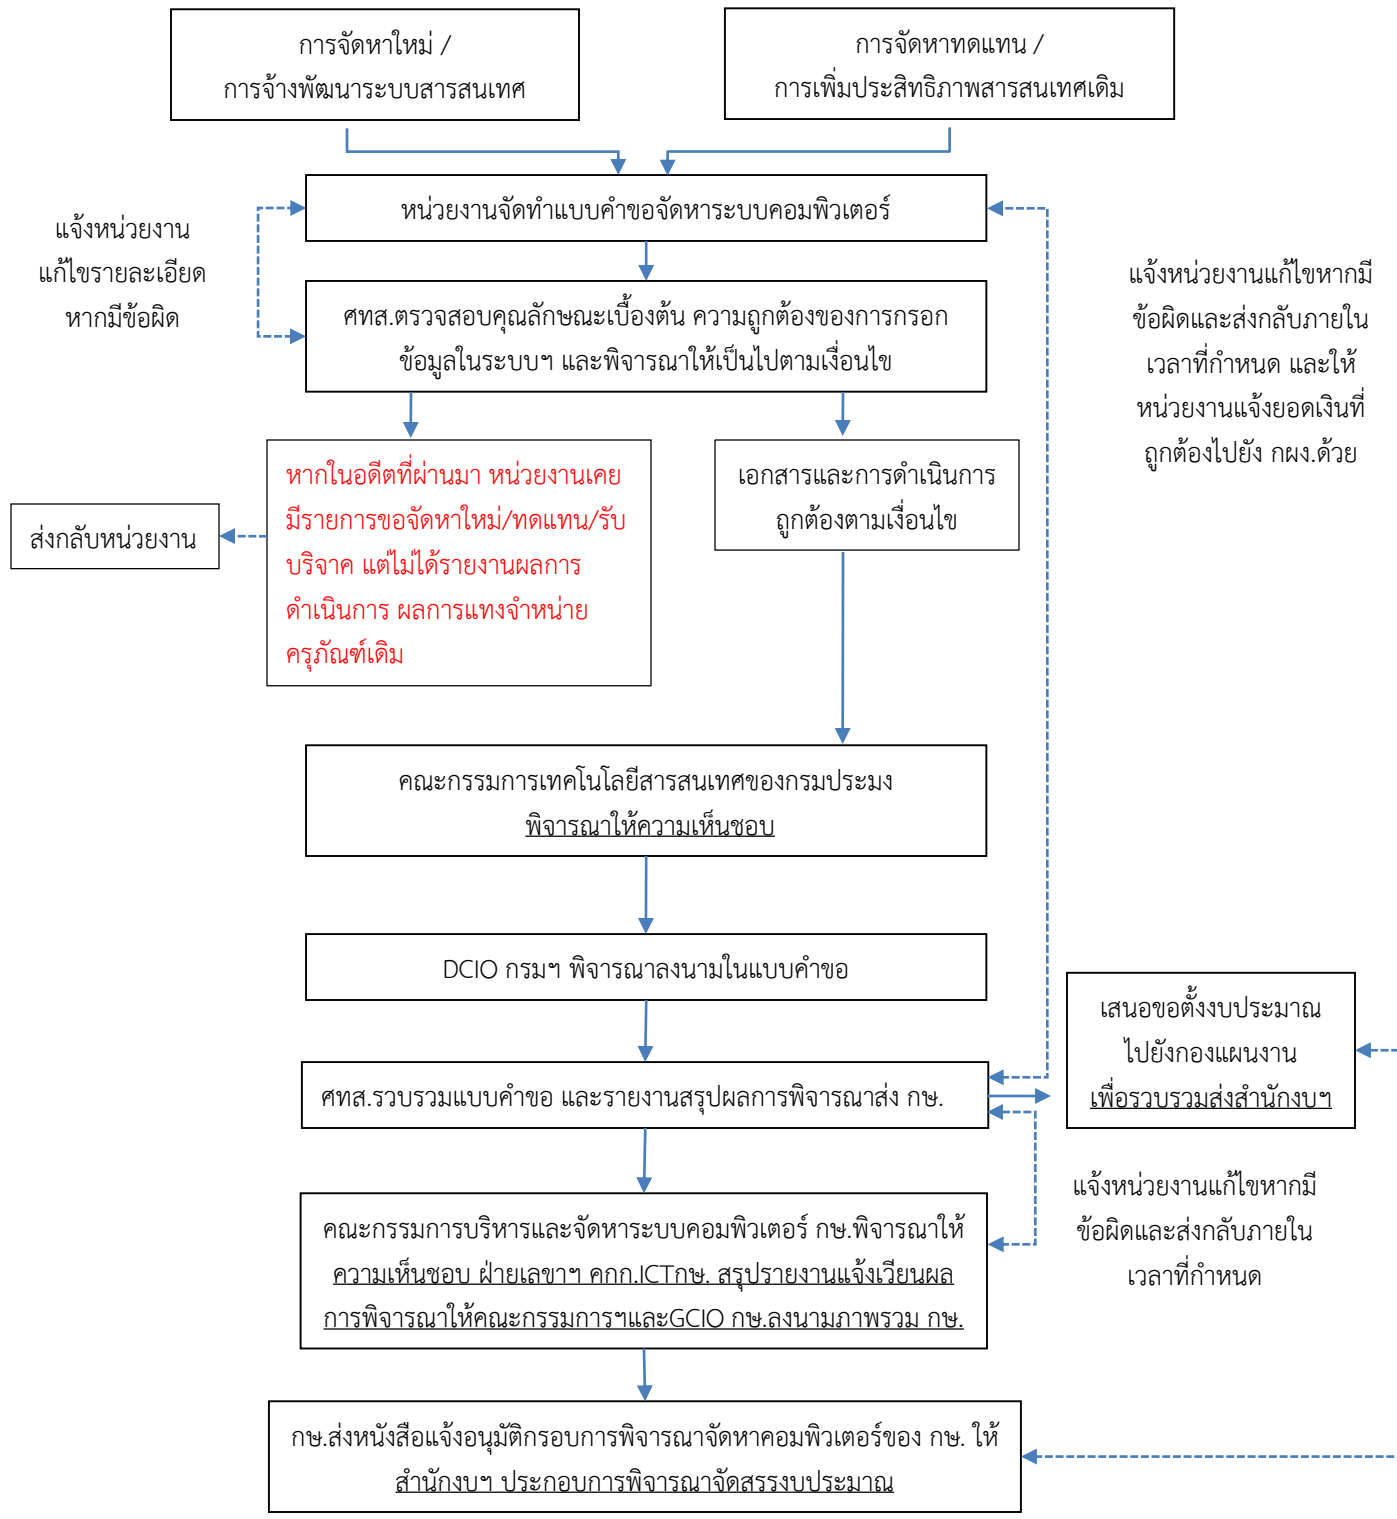 การจัดหาใหม่ /
การจ้างพัฒนาระบบสารสนเทศ
การจัดหาทดแทน /
การเพิ่มประสิทธิภาพสารสนเทศเดิม
หน่วยงานจัดทำแบบคำขอจัดหาระบบคอมพิวเตอร์
แจ้งหน่วยงาน
แก้ไขรายละเอียด
หากมีข้อผิด
แจ้งหน่วยงานแก้ไขหากมี
ข้อผิดและส่งกลับภายใน
เวลาที่กำหนด และให้
หน่วยงานแจ้งยอดเงินที่
ถูกต้องไปยัง กผง.ด้วย
ศทส.ตรวจสอบคุณลักษณะเบื้องต้น ความถูกต้องของการกรอก
ข้อมูลในระบบฯ และพิจารณาให้เป็นไปตามเงื่อนไข
หากในอดีตที่ผ่านมา หน่วยงานเคย
มีรายการขอจัดหาใหม่/ทดแทน/รับ
บริจาค แต่ไม่ได้รายงานผลการ
ดำเนินการ ผลการแทงจำหน่าย
ครุภัณฑ์เดิม
ส่งกลับหน่วยงาน
เอกสารและการดำเนินการ
ถูกต้องตามเงื่อนไข
คณะกรรมการเทคโนโลยีสารสนเทศของกรมประมง
พิจารณาให้ความเห็นชอบ
DCIO กรมฯ พิจารณาลงนามในแบบคำขอ
เสนอขอตั้งงบประมาณ
ไปยังกองแผนงาน
เพื่อรวบรวมส่งสำนักงบฯ
ศทส.รวบรวมแบบคำขอ และรายงานสรุปผลการพิจารณาส่ง กษ.
แจ้งหน่วยงานแก้ไขหากมี
ข้อผิดและส่งกลับภายใน
เวลาที่กำหนด
คณะกรรมการบริหารและจัดหาระบบคอมพิวเตอร์ กษ.พิจารณาให้
ความเห็นชอบ ฝ่ายเลขาฯ คกก.ICTกษ. สรุปรายงานแจ้งเวียนผล
การพิจารณาให้คณะกรรมการฯและGCIO กษ.ลงนามภาพรวม กษ.
กษ.ส่งหนังสือแจ้งอนุมัติกรอบการพิจารณาจัดหาคอมพิวเตอร์ของ กษ. ให้
สำนักงบฯ ประกอบการพิจารณาจัดสรรงบประมาณ